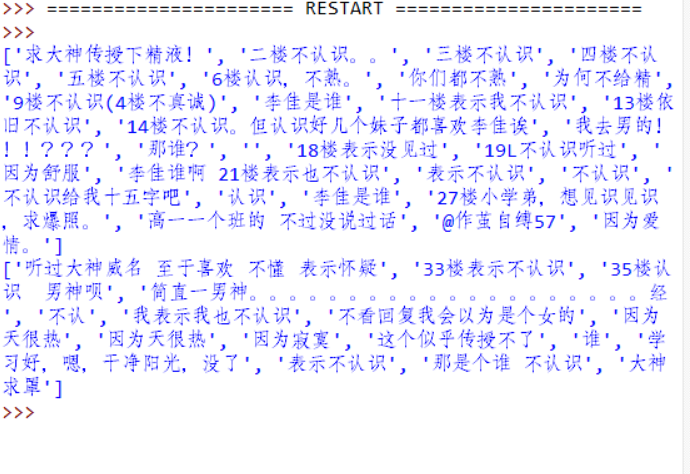 >>> ====================== RESTART ======================
>>>
['求大神传授下精液！', '二楼不认识。。', '三楼不认识', '四楼不认
识', '五楼不认识', '6楼认识，不熟。', '你们都不熟', '为何不给精',
'9楼不认识(4楼不真诚)', '李佳是谁', '十一楼表示我不认识', '13楼依
旧不认识', '14楼不认识。但认识好几个妹子都喜欢李佳诶', '我去男的！
！！？？？', '那谁？', '', '18楼表示没见过', '19L不认识听过', '
因为舒服', '李佳谁啊 21楼表示也不认识', '表示不认识', '不认识', '
不认识给我十五字吧', '认识', '李佳是谁', '27楼小学弟，想见识见识
，求爆照。', '高一一个班的 不过没说过话', '@作茧自缚57', '因为爱
情。']
['听过大神威名 至于喜欢 不懂 表示怀疑', '33楼表示不认识', '35楼认
识  男神呗', '简直一男神。。。。。。。。。。。。。。。。。。。。经
', '不认', '我表示我也不认识', '不看回复我会以为是个女的', '因为
天很热', '因为天很热', '因为寂寞', '这个似乎传授不了', '谁', '学
习好，嗯，干净阳光，没了', '表示不认识', '那是个谁 不认识', '大神
求罩']
>>>